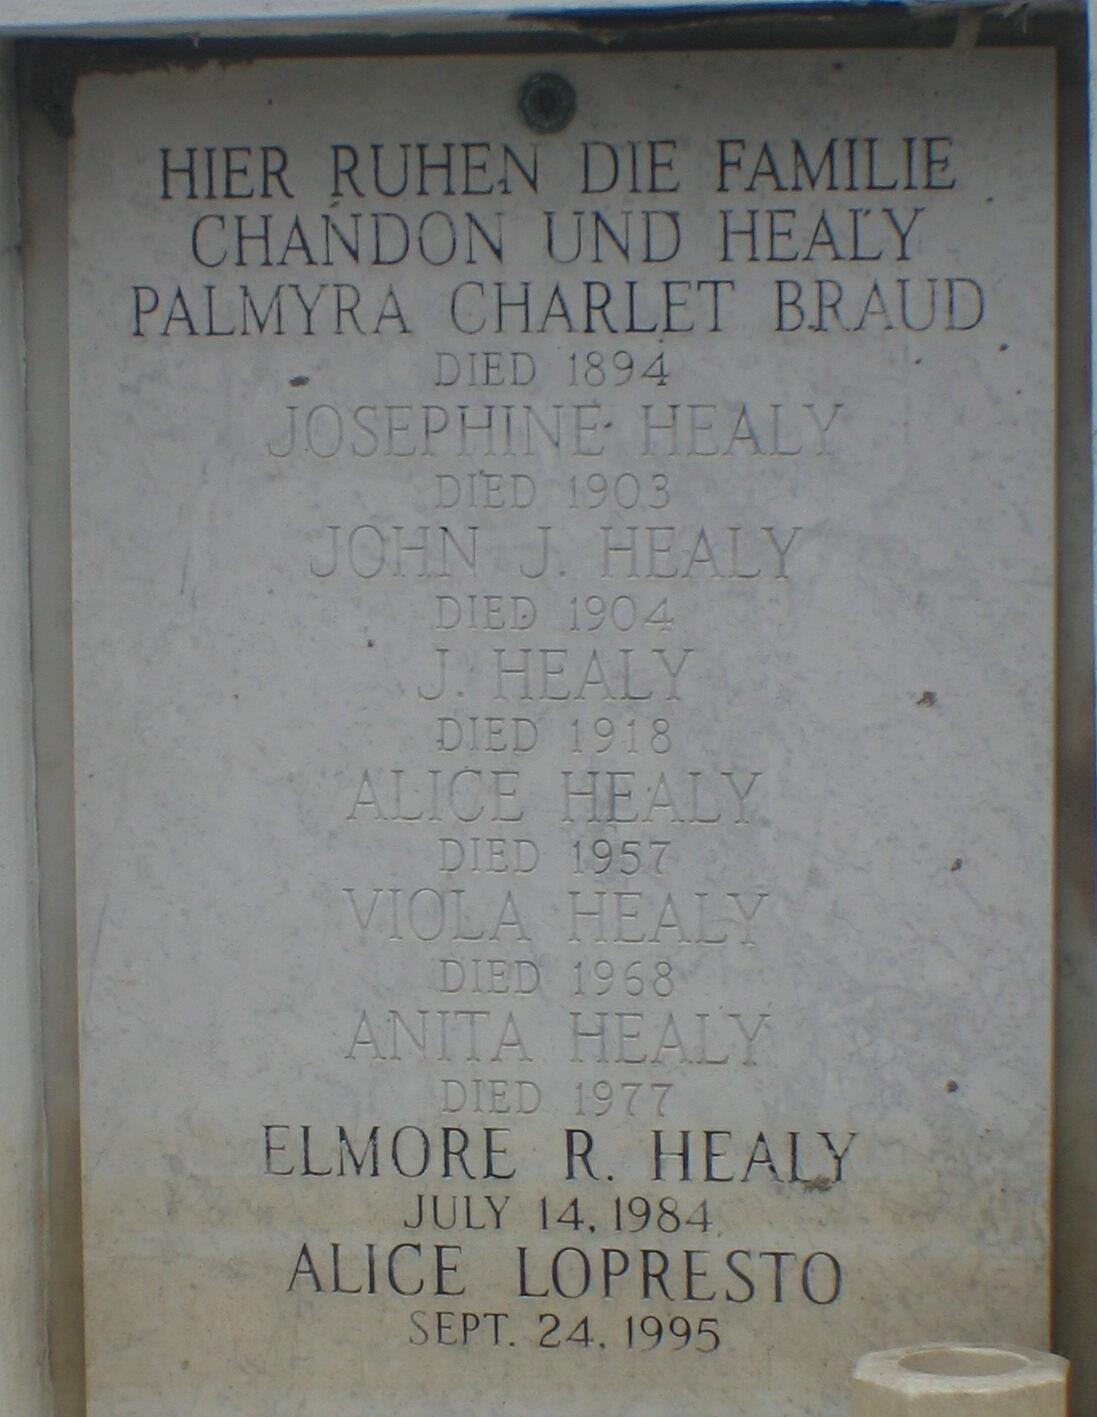 HIER RUHEN DIE FAMILIE
CHANDON UND HEALY
PALMYRA CHARLET BRAUD
DIED 1894
JOSEPHINE HEALY
DIED 1903
JOHN J. HEALY
DIED 1904
J. HEALY
DIED 1918
ALICE HEALY
DIED 1957
VIOLA HEALY
DIED 1968
ANITA HEALY
DIED 1977
ELMORE R. HEALY
JULY 14, 1984
ALICE LOPRESTO
SEPT. 24, 1995